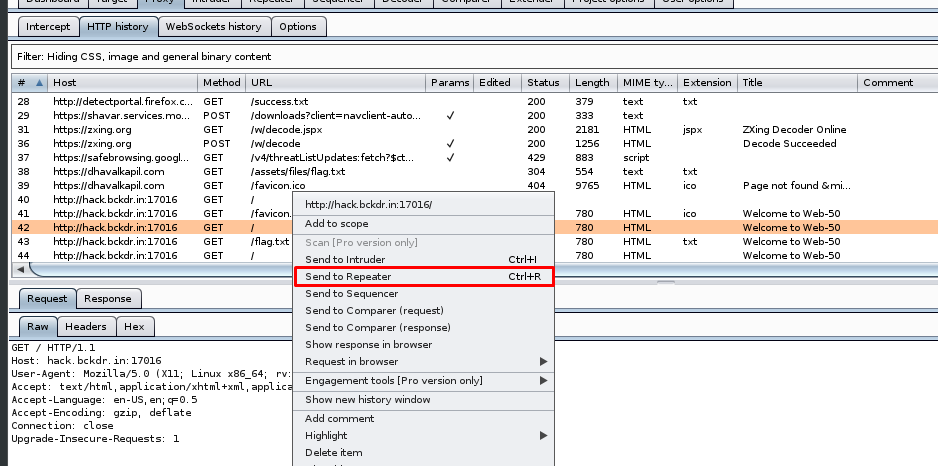 Dashboard Target Proxy Intruder Repeater Sequencer Decoder Comparer Extender Project options User options
Intercept HTTP history WebSockets history Options
Filter: Hiding CSS, image and general binary content
# Host Method URL Params Edited Status Length MIME ty... Extension Title Comment
28 http://detectportal.firefox.c... GET /success.txt 200 379 text txt
29 https://shavar.services.mo... POST /downloads?client=navclient-auto... ✓ 200 333 text
31 https://zxing.org GET /w/decode.jspx 200 2181 HTML jspx ZXing Decoder Online
36 https://zxing.org POST /w/decode ✓ 200 1256 HTML Decode Succeeded
37 https://safebrowsing.googl... GET /v4/threatListUpdates:fetch?$ct... ✓ 429 883 script
38 https://dhavalkapil.com GET /assets/files/flag.txt 304 554 text txt
39 https://dhavalkapil.com GET /favicon.ico 404 9765 HTML ico Page not found &mi...
40 http://hack.bckdr.in:17016 GET /
41 http://hack.bckdr.in:17016 GET /favicon. 780 HTML ico Welcome to Web-50
42 http://hack.bckdr.in:17016 GET / 780 HTML Welcome to Web-50
43 http://hack.bckdr.in:17016 GET /flag.txt 780 HTML txt Welcome to Web-50
44 http://hack.bckdr.in:17016 GET / 780 HTML Welcome to Web-50
http://hack.bckdr.in:17016/
Add to scope
Scan [Pro version only]
Send to Intruder Ctrl+I
Send to Repeater Ctrl+R
Send to Sequencer
Send to Comparer (request)
Send to Comparer (response)
Show response in browser
Request in browser
Engagement tools [Pro version only]
Show new history window
Add comment
Highlight
Delete item
Request Response
Raw Headers Hex
GET / HTTP/1.1
Host: hack.bckdr.in:17016
User-Agent: Mozilla/5.0 (X11; Linux x86_64; rv:
Accept: text/html,application/xhtml+xml,applica
Accept-Language: en-US,en;q=0.5
Accept-Encoding: gzip, deflate
Connection: close
Upgrade-Insecure-Requests: 1